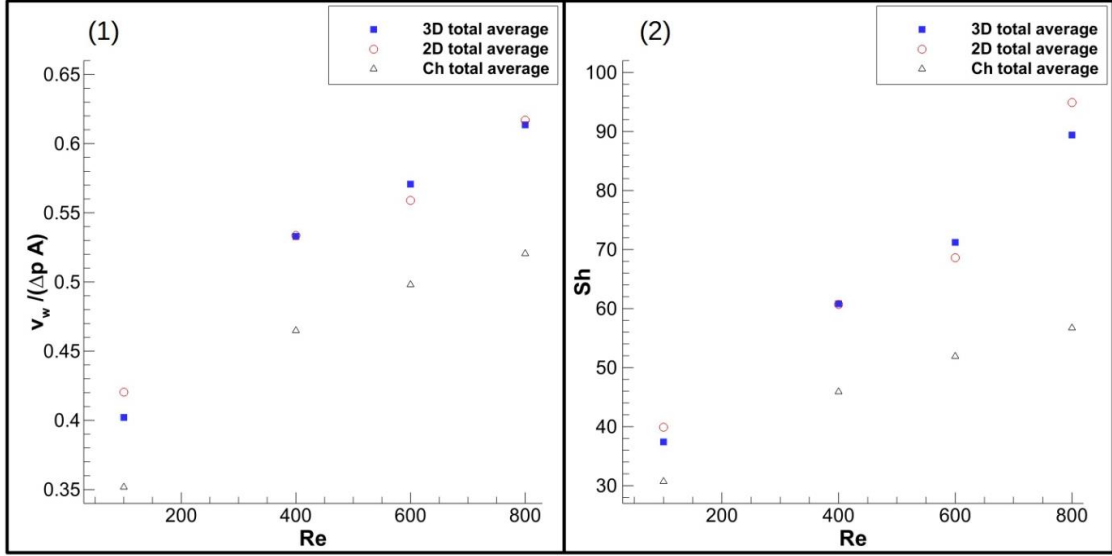 (1)
3D total average
2D total average
Ch total average
0.65
0.6
0.55
0.5
0.45
0.4
0.35
v_w /(Δp A)
200 400 600 800
Re
(2)
3D total average
2D total average
Ch total average
100
90
80
70
60
50
40
30
Sh
200 400 600 800
Re